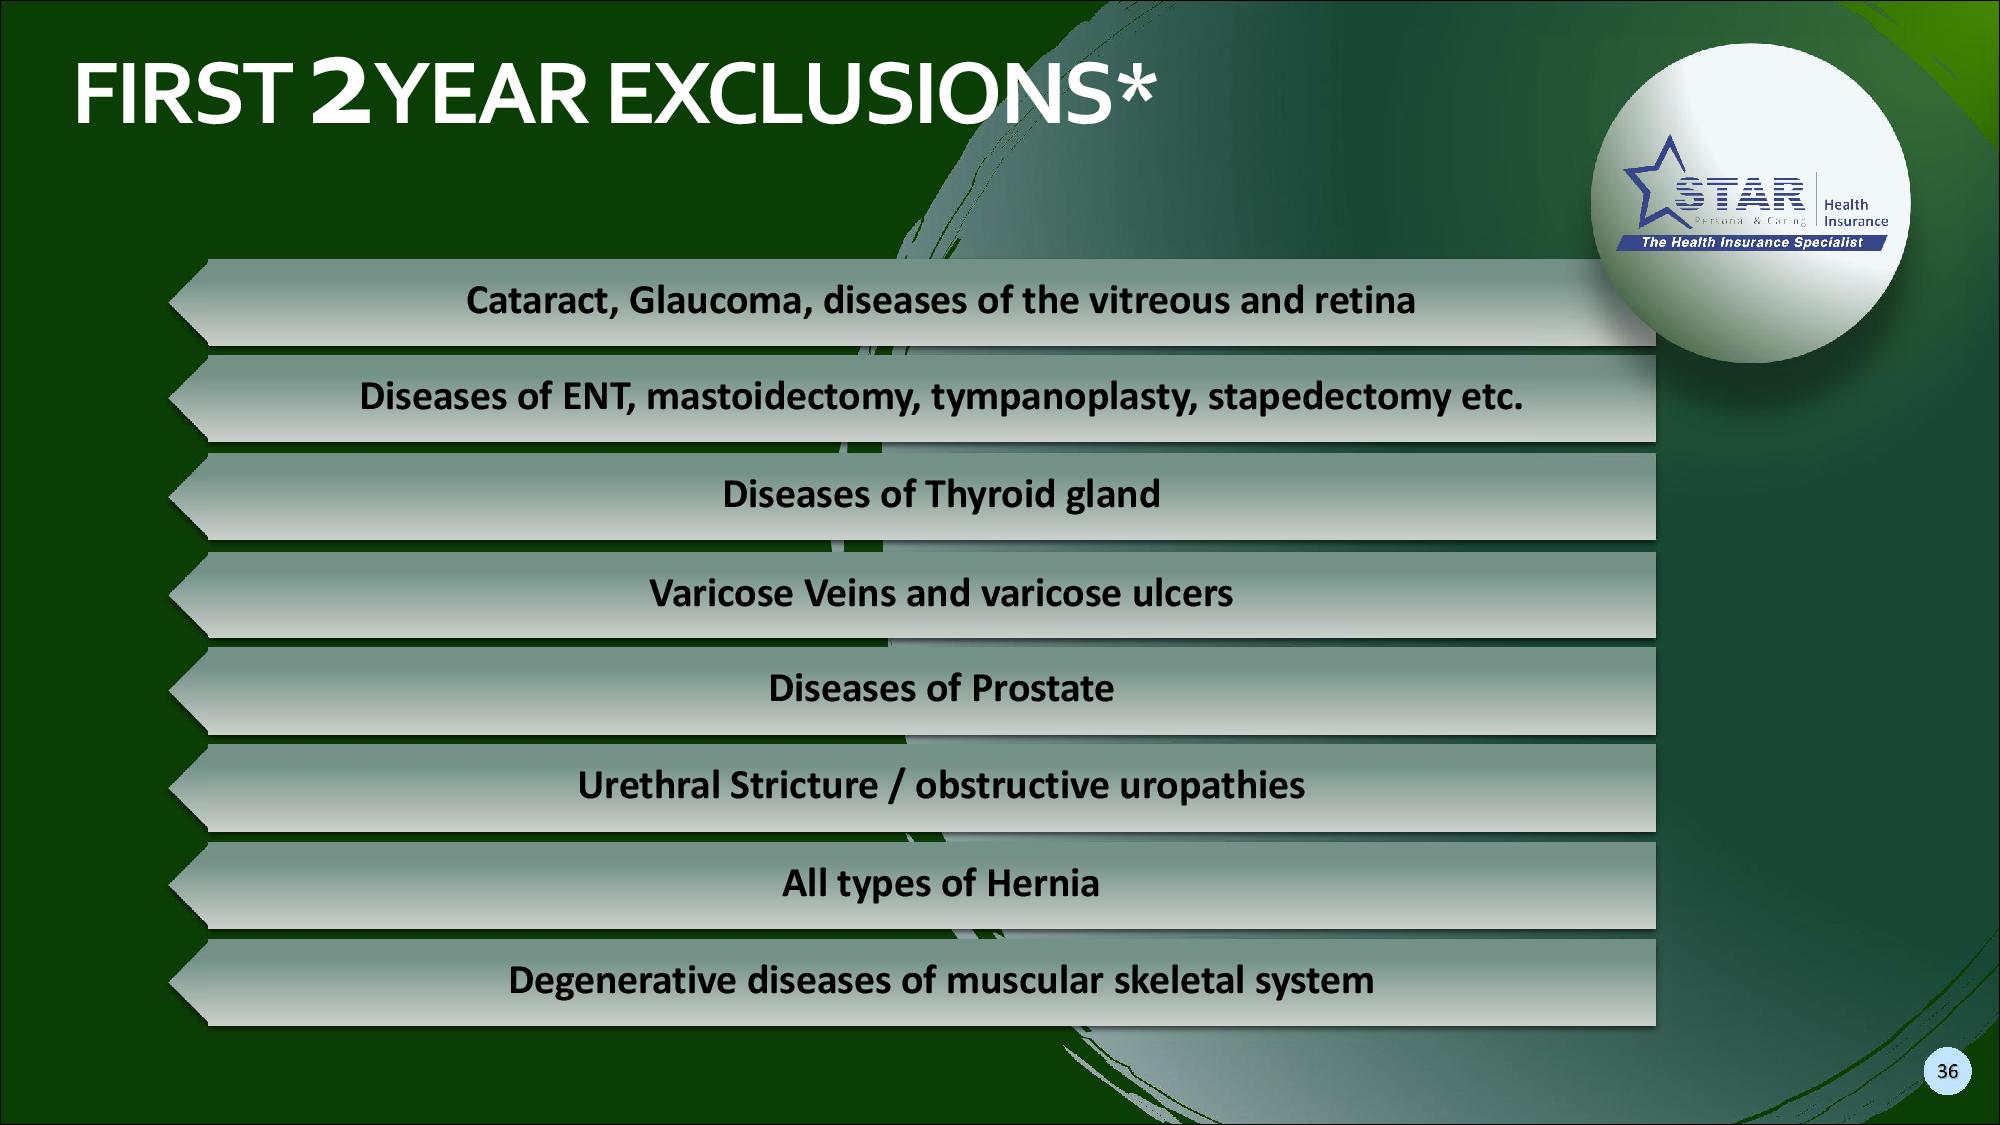 FIRST 2 YEAR EXCLUSIONS*
STAR
Personal & Caring
Health
Insurance
The Health Insurance Specialist
Cataract, Glaucoma, diseases of the vitreous and retina
Diseases of ENT, mastoidectomy, tympanoplasty, stapedectomy etc.
Diseases of Thyroid gland
Varicose Veins and varicose ulcers
Diseases of Prostate
Urethral Stricture / obstructive uropathies
All types of Hernia
Degenerative diseases of muscular skeletal system
36